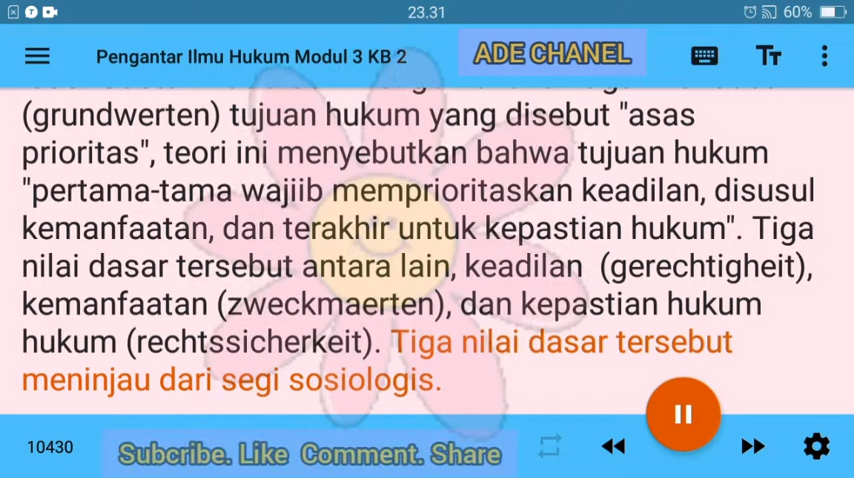 23.31
60%
Pengantar Ilmu Hukum Modul 3 KB 2
ADE CHANEL
(grundwerten) tujuan hukum yang disebut "asas
prioritas", teori ini menyebutkan bahwa tujuan hukum
"pertama-tama wajiib memprioritaskan keadilan, disusul
kemanfaatan, dan terakhir untuk kepastian hukum". Tiga
nilai dasar tersebut antara lain, keadilan (gerechtigheit),
kemanfaatan (zweckmaerten), dan kepastian hukum
hukum (rechtssicherkeit). Tiga nilai dasar tersebut
meninjau dari segi sosiologis.
10430
Subcribe. Like Comment. Share